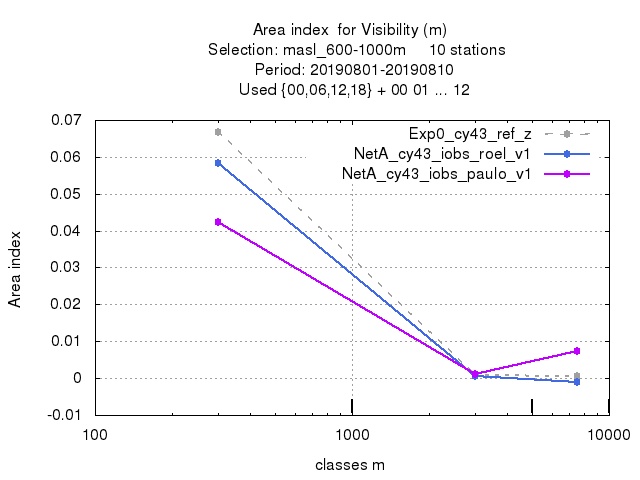 Area index  for Visibility (m)
Selection: masl_600-1000m     10 stations
Period: 20190801-20190810
Used {00,06,12,18} + 00 01 ... 12
0.07
0.06
0.05
0.04
0.03
0.02
0.01
0
-0.01
Area index
Exp0_cy43_ref_z
NetA_cy43_iobs_roel_v1
NetA_cy43_iobs_paulo_v1
100
1000
10000
classes m